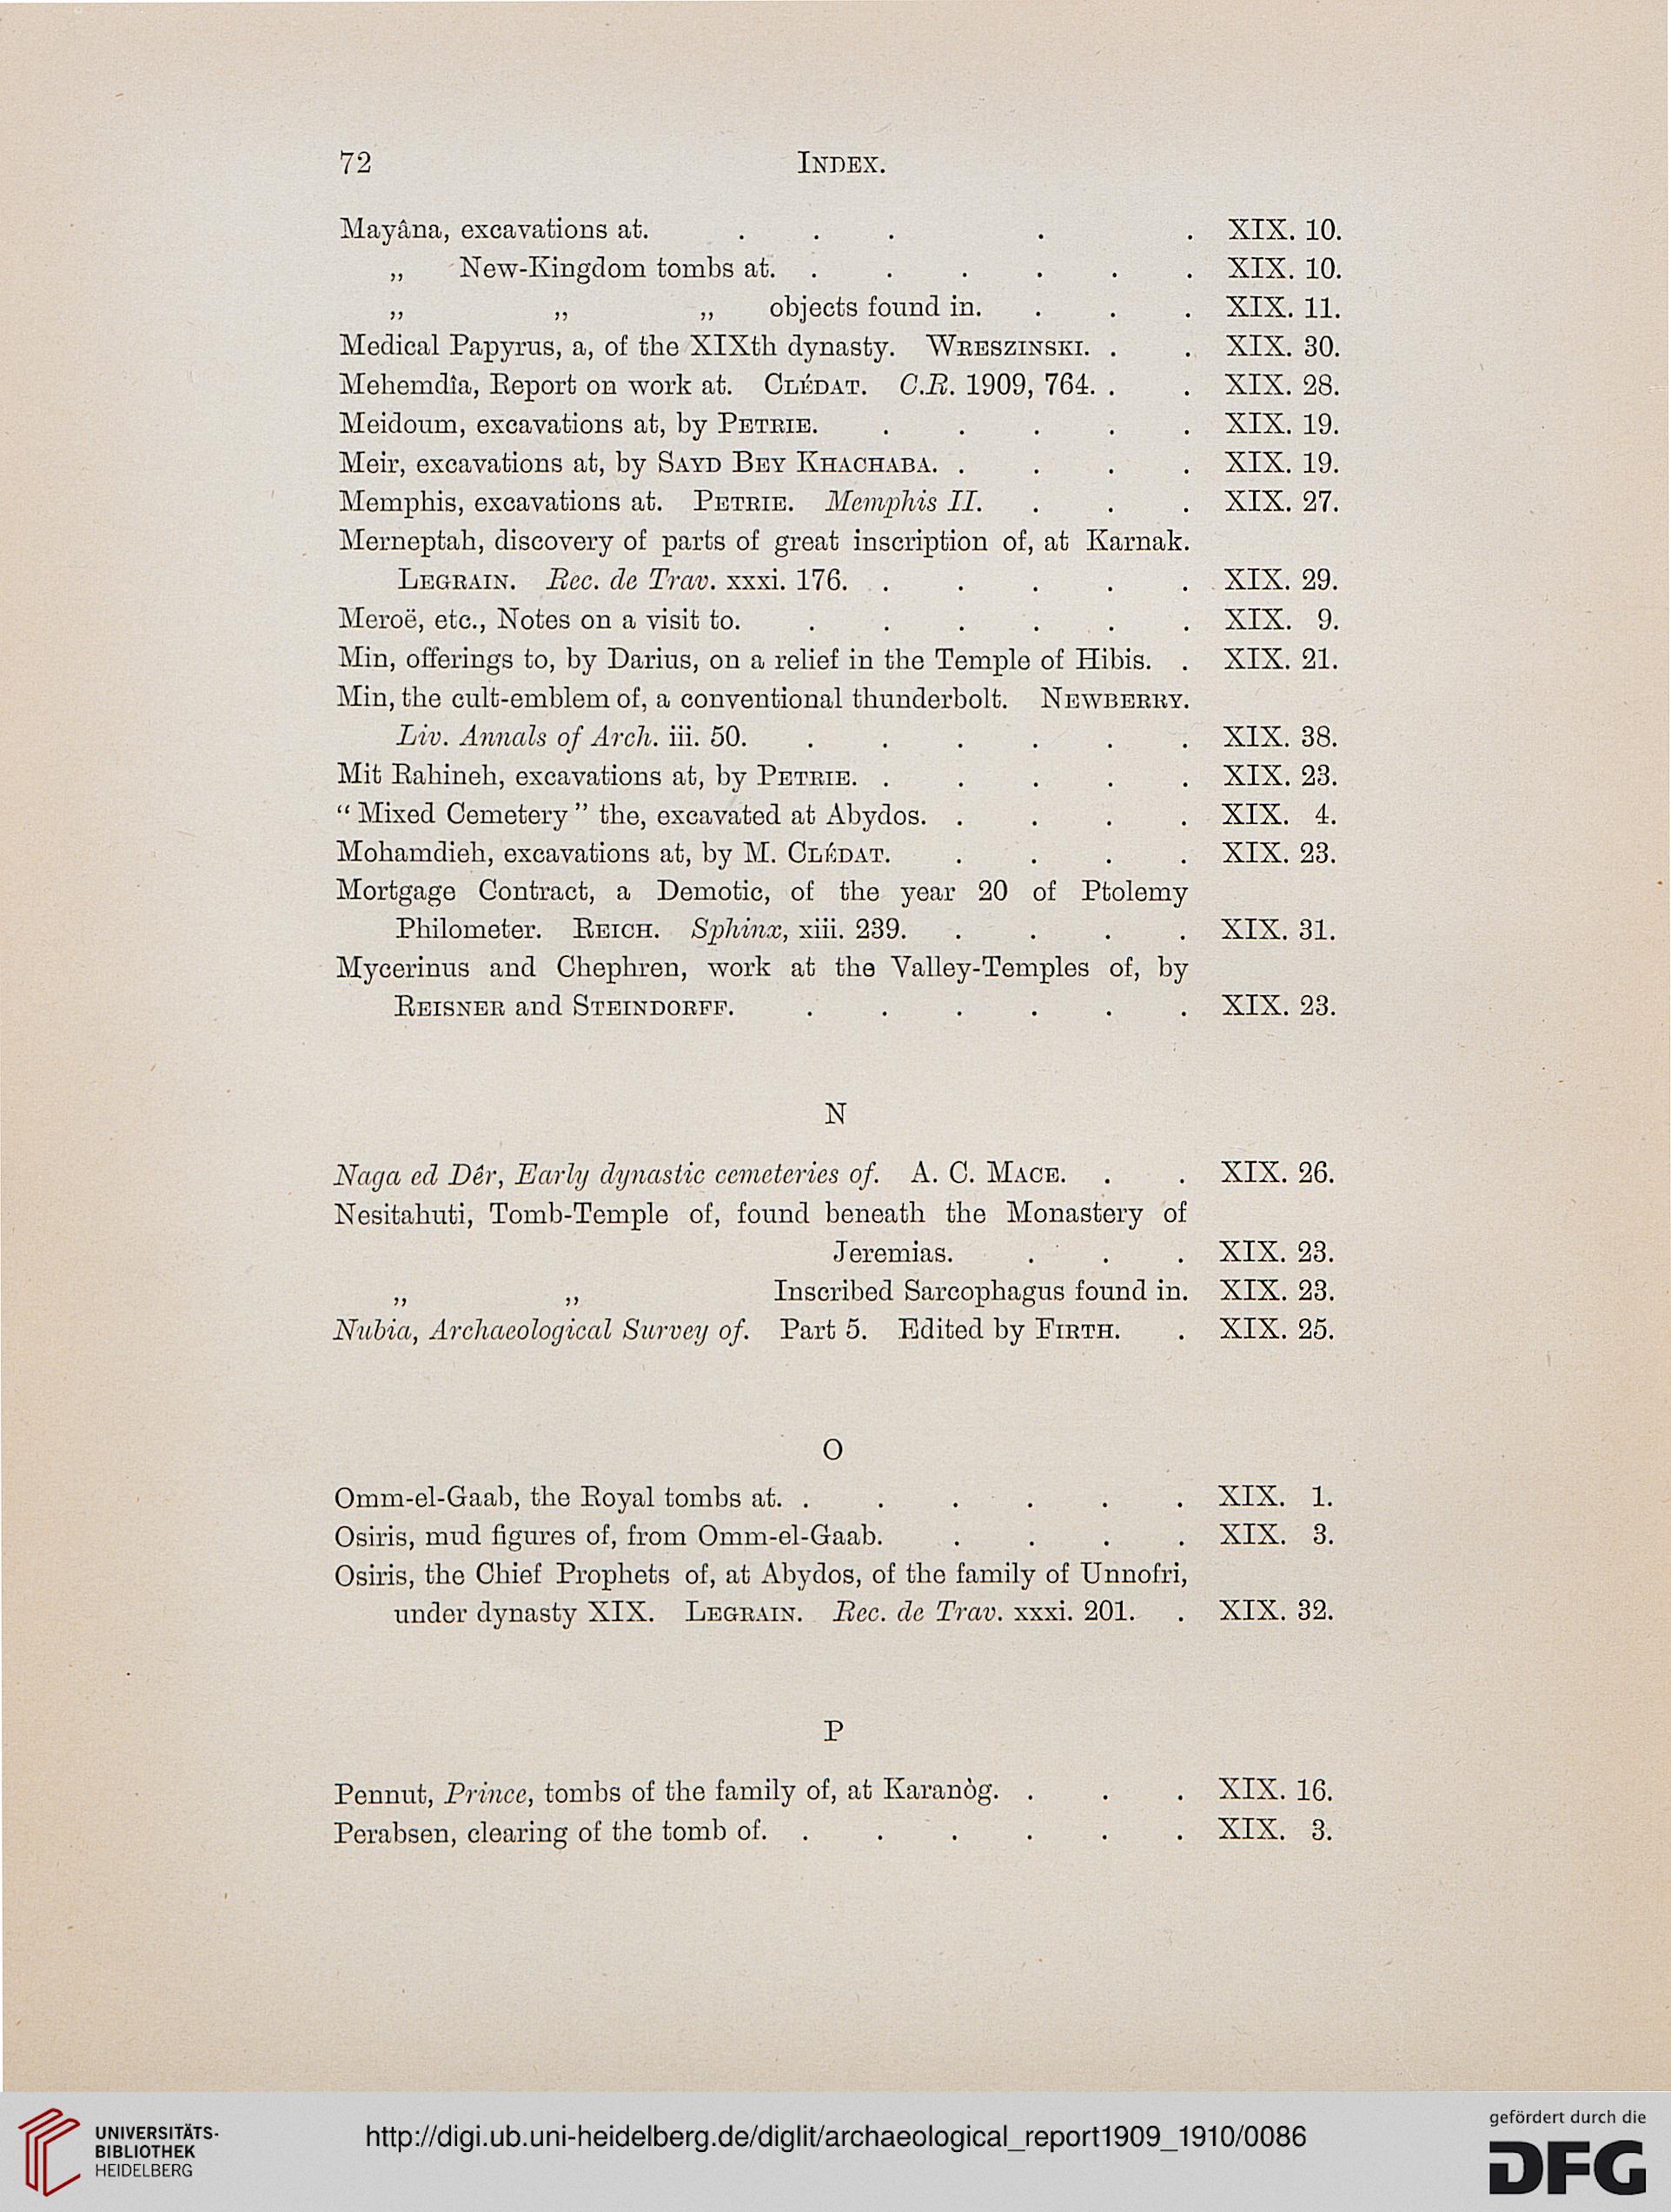 72 INDEX.
Mayâna, excavations at. . . . . . XIX. 10.
„ New-Kingdom tombs at. . . . . . . XIX. 10.
„ „ „ objects found in. . . . XIX. 11.
Medical Papyrus, a, of the XIXth dynasty. WRESZINSKI. . . XIX. 30.
Mehemdîa, Report on work at. CLÉDAT. C.R. 1909, 764. . . XIX. 28.
Meidoum, excavations at, by PETRIE. . . . . . XIX. 19.
Meir, excavations at, by SAYD BEY KHACHABA. . . . . XIX. 19.
Memphis, excavations at. PETRIE. Memphis II. . . . XIX. 27.
Merneptah, discovery of parts of great inscription of, at Karnak.
LEGRAIN. Rec. de Trav. xxxi. 176. . . . . . XIX. 29.
Meroë, etc., Notes on a visit to. . . . . . . XIX. 9.
Min, offerings to, by Darius, on a relief in the Temple of Hibis. . XIX. 21.
Min, the cult-emblem of, a conventional thunderbolt. NEWBERRY.
Liv. Annals of Arch. iii. 50. . . . . . . XIX. 38.
Mit Rahineh, excavations at, by PETRIE. . . . . . XIX. 23.
“Mixed Cemetery” the, excavated at Abydos. . . . . XIX. 4.
Mohamdieh, excavations at, by M. CLÉDAT. . . . . XIX. 23.
Mortgage Contract, a Demotic, of the year 20 of Ptolemy
Philometer. REICH. Sphinx, xiii. 239. . . . . XIX. 31.
Mycerinus and Chephren, work at the Valley-Temples of, by
REISNER and STEINDORFF. . . . . . . XIX. 23.
N
Naga ed Dêr, Early dynastic cemeteries of. A. C. MACE. . . XIX. 26.
Nesitahuti, Tomb-Temple of, found beneath the Monastery of
Jeremias. . . . XIX. 23.
„ „ Inscribed Sarcophagus found in. XIX. 23.
Nubia, Archaeological Survey of. Part 5. Edited by FIRTH. . XIX. 25.
O
Omm-el-Gaab, the Royal tombs at. . . . . . . XIX. 1.
Osiris, mud figures of, from Omm-el-Gaab. . . . . XIX. 3.
Osiris, the Chief Prophets of, at Abydos, of the family of Unnofri,
under dynasty XIX. LEGRAIN. Rec. de Trav. xxxi. 201. . XIX. 32.
P
Pennut, Prince, tombs of the family of, at Karanòg. . . . XIX. 16.
Perabsen, clearing of the tomb of. . . . . . . XIX. 3.
UNIVERSITÄTS-
BIBLIOTHEK
HEIDELBERG
http://digi.ub.uni-heidelberg.de/diglit/archaeological_report1909_1910/0086
gefördert durch die
DFG